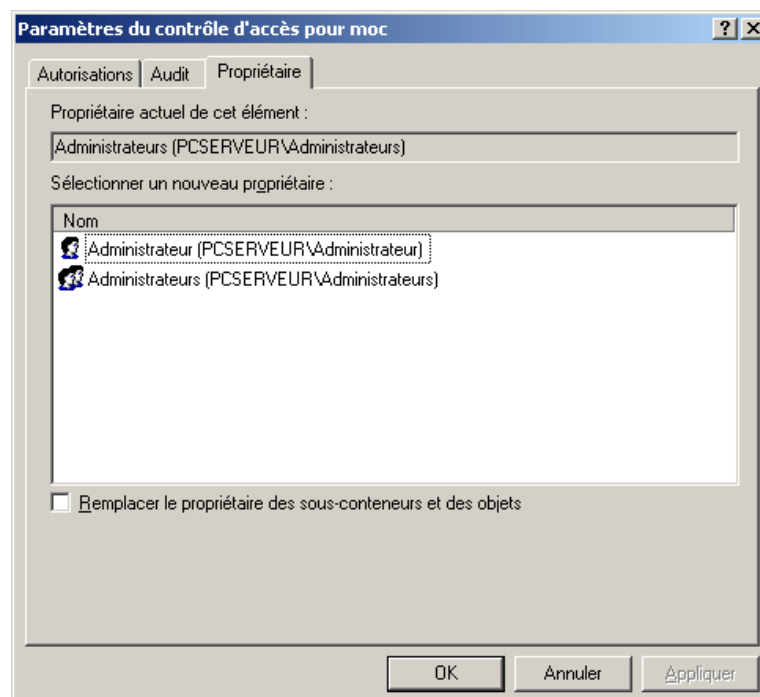 Paramètres du contrôle d'accès pour moc
Autorisations Audit Propriétaire
Propriétaire actuel de cet élément :
Administrateurs (PCSERVEUR\Administrateurs)
Sélectionner un nouveau propriétaire :
Nom
Administrateur (PCSERVEUR\Administrateur)
Administrateurs (PCSERVEUR\Administrateurs)
Remplacer le propriétaire des sous-conteneurs et des objets
OK Annuler Appliquer